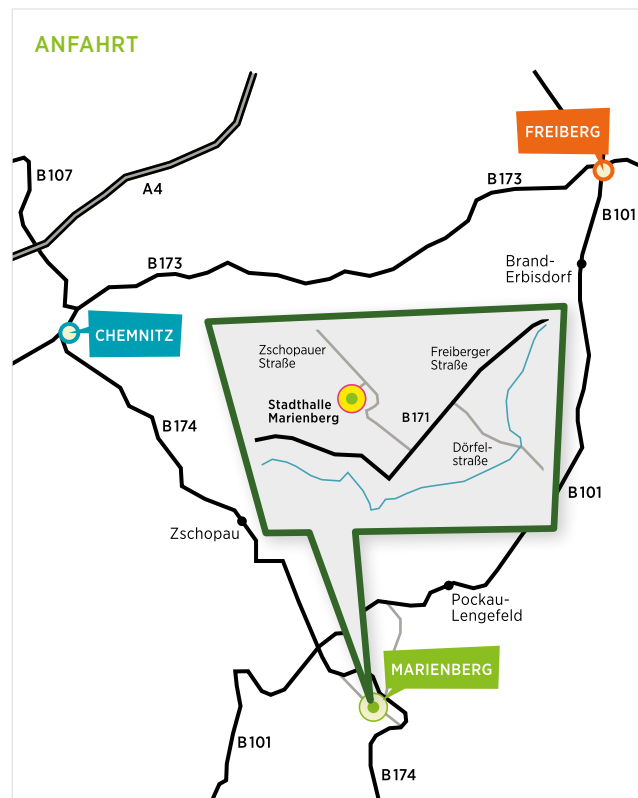 ANFAHRT
FREIBERG
B107
A4
B173
B101
B173
Brand-
Erbisdorf
CHEMNITZ
Zschopauer
Straße
Freiberger
Straße
Stadthalle
Marienberg
B171
B174
Dörfel-
straße
B101
Zschopau
Pockau-
Lengefeld
MARIENBERG
B101
B174